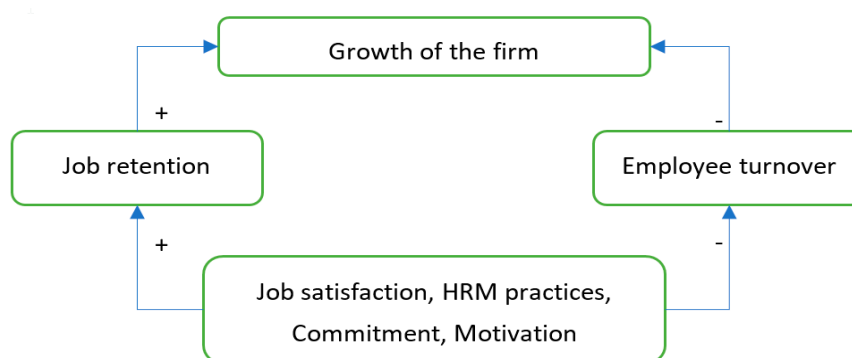 Growth of the firm
+
-
Job retention
Employee turnover
+
-
Job satisfaction, HRM practices,
Commitment, Motivation